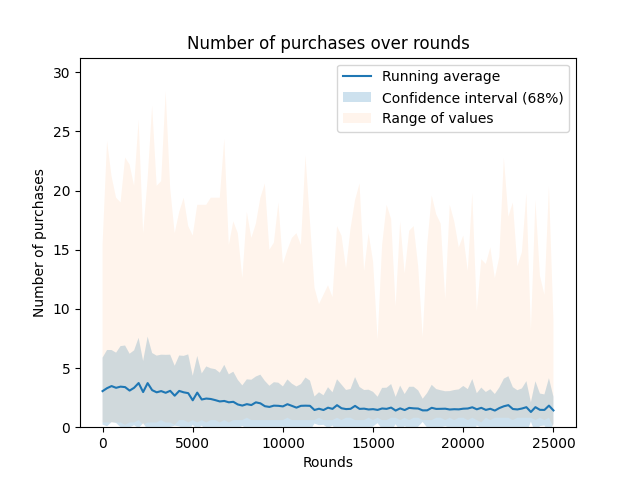 Number of purchases over rounds
Running average
Confidence interval (68%)
Range of values
Number of purchases
30
25
20
15
10
5
0
0
5000
10000
15000
20000
25000
Rounds